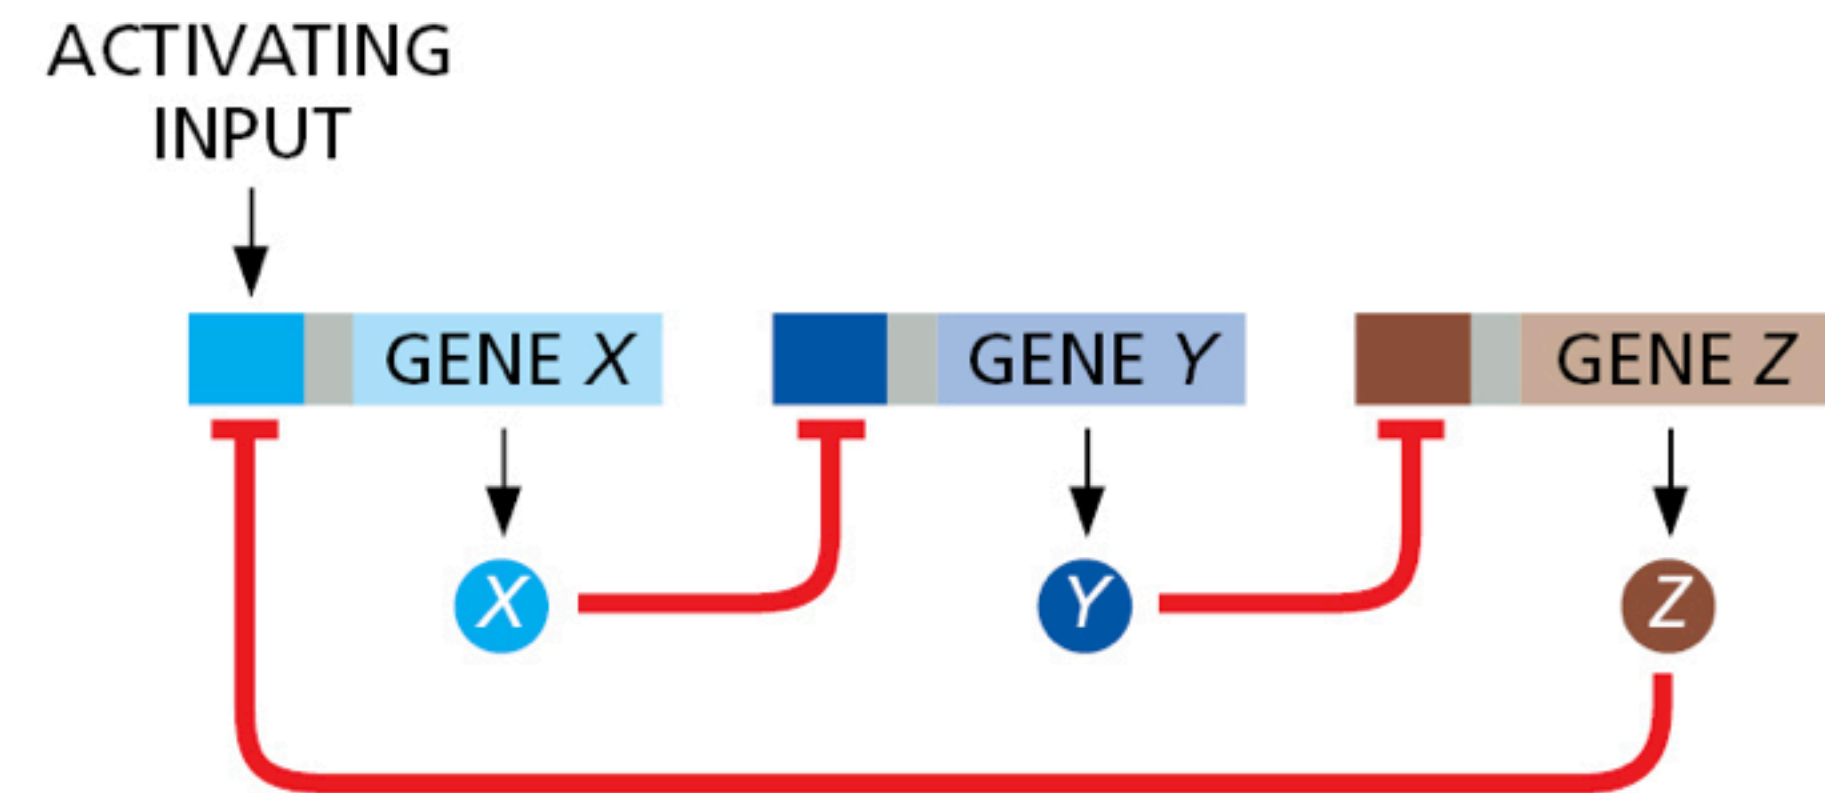 ACTIVATING
INPUT
GENE X
GENE Y
GENE Z
X
Y
Z